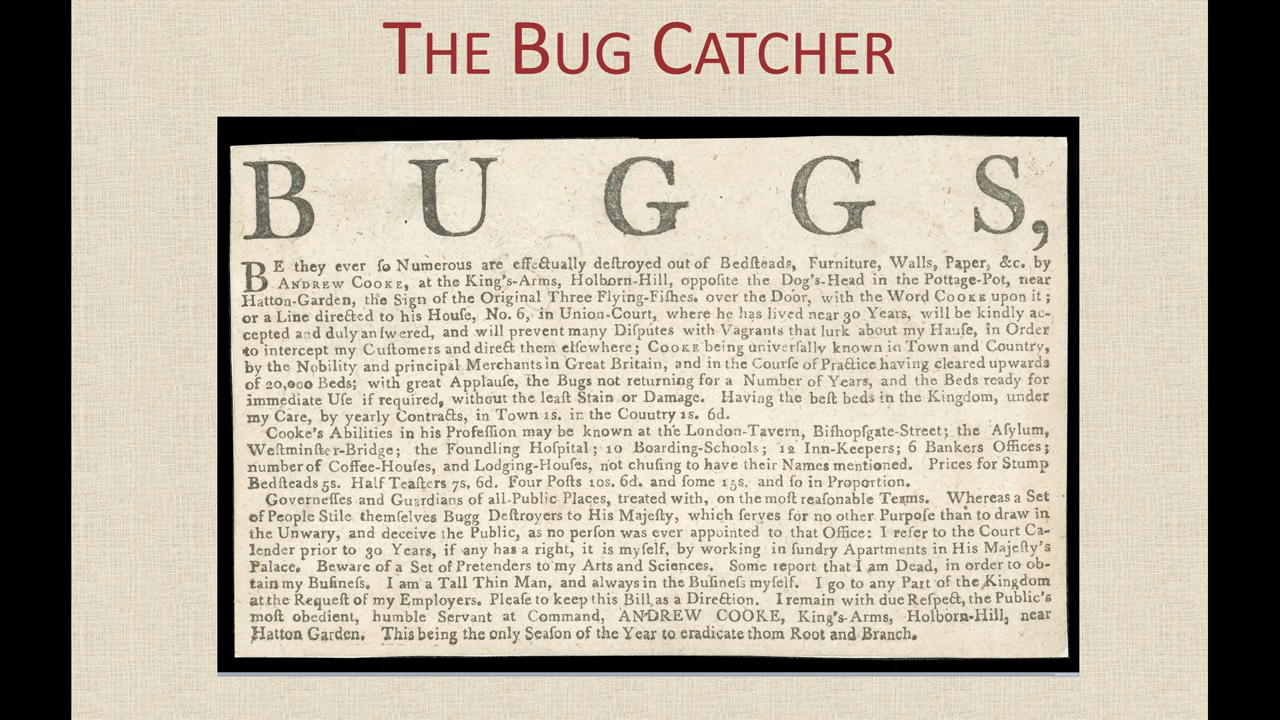 THE BUG CATCHER
BUGGS,
BE they ever ſo Numerous are effectually deſtroyed out of Bedſteads, Furniture, Walls, Paper, &c. by
ANDREW COOKE, at the King's-Arms, Holborn-Hill, oppoſite the Dog's-Head in the Pottage-Pot, near
Hatton-Garden, the Sign of the Original Three Flying-Fiſhes. over the Door, with the Word COOKE upon it;
or a Line directed to his Houſe, No. 6, in Union-Court, where he has lived near 30 Years, will be kindly ac-
cepted and duly anſwered, and will prevent many Diſputes with Vagrants that lurk about my Hauſe, in Order
to intercept my Cuſtomers and direct them elſewhere; COOKE being univerſally known in Town and Country,
by the Nobility and principal Merchants in Great Britain, and in the Courſe of Practice having cleared upwards
of 20,000 Beds; with great Applauſe, the Bugs not returning for a Number of Years, and the Beds ready for
immediate Uſe if required, without the leaſt Stain or Damage. Having the beſt beds in the Kingdom, under
my Care, by yearly Contracts, in Town 1s. in the Couutry 1s. 6d.
Cooke's Abilities in his Profeſſion may be known at the London-Tavern, Biſhopſgate-Street; the Aſylum,
Weſtminſter-Bridge; the Foundling Hoſpital; 10 Boarding-Schools; 12 Inn-Keepers; 6 Bankers Offices;
number of Coffee-Houſes, and Lodging-Houſes, not chuſing to have their Names mentioned. Prices for Stump
Bedſteads 5s. Half Teaſters 7s, 6d. Four Poſts 10s. 6d. and ſome 15s. and ſo in Proportion.
Governeſſes and Guardians of all-Public Places, treated with, on the moſt reaſonable Terms. Whereas a Set
of People Stile themſelves Bugg Deſtroyers to His Majeſty, which ſerves for no other Purpoſe than to draw in
the Unwary, and deceive the Public, as no perſon was ever appointed to that Office: I refer to the Court Ca-
lender prior to 30 Years, if any has a right, it is myſelf, by working in ſundry Apartments in His Majeſty's
Palace. Beware of a Set of Pretenders to my Arts and Sciences. Some report that I am Dead, in order to ob-
tain my Buſineſs. I am a Tall Thin Man, and always in the Buſineſs myſelf. I go to any Part of the Kingdom
at the Requeſt of my Employers. Pleaſe to keep this Bill as a Direction. I remain with due Reſpect, the Public's
moſt obedient, humble Servant at Command, ANDREW COOKE, King's-Arms, Holborn-Hill, near
Hatton Garden. This being the only Seaſon of the Year to eradicate thom Root and Branch.